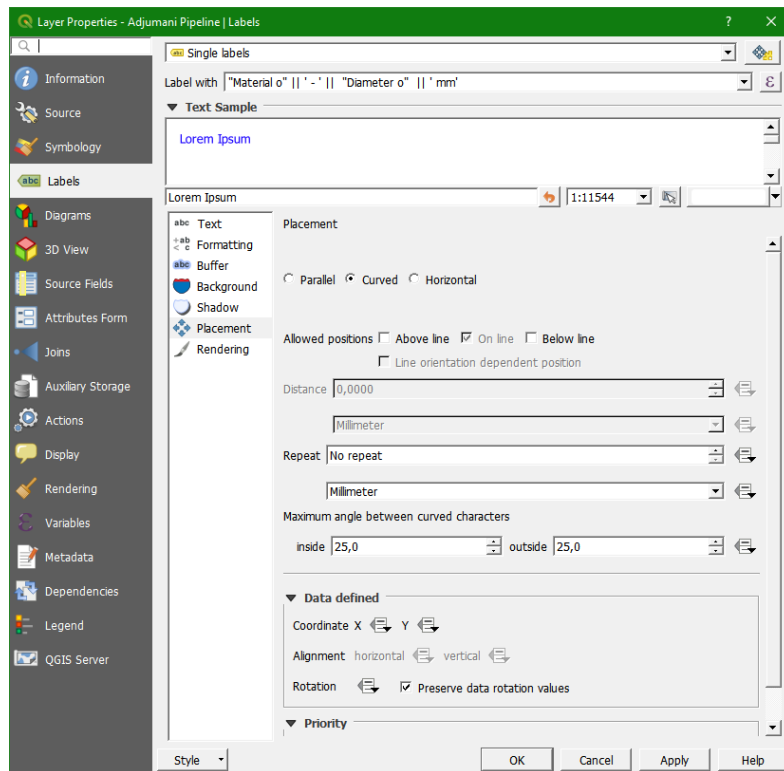 Layer Properties - Adjumani Pipeline | Labels ? X
Information
Source
Symbology
abc Labels
Diagrams
3D View
Source Fields
Attributes Form
Joins
Auxiliary Storage
Actions
Display
Rendering
Variables
Metadata
Dependencies
Legend
QGIS Server
abc Single labels
Label with "Material o" || ' - ' || "Diameter o" || ' mm' ε
Text Sample
Lorem Ipsum
Lorem Ipsum 1:11544
abc Text
+ab < c Formatting
abc Buffer
Background
Shadow
Placement
Rendering
Placement
Parallel Curved Horizontal
Allowed positions Above line On line Below line
Line orientation dependent position
Distance 0,0000
Millimeter
Repeat No repeat
Millimeter
Maximum angle between curved characters
inside 25,0 outside 25,0
Data defined
Coordinate X Y
Alignment horizontal vertical
Rotation Preserve data rotation values
Priority
Style OK Cancel Apply Help